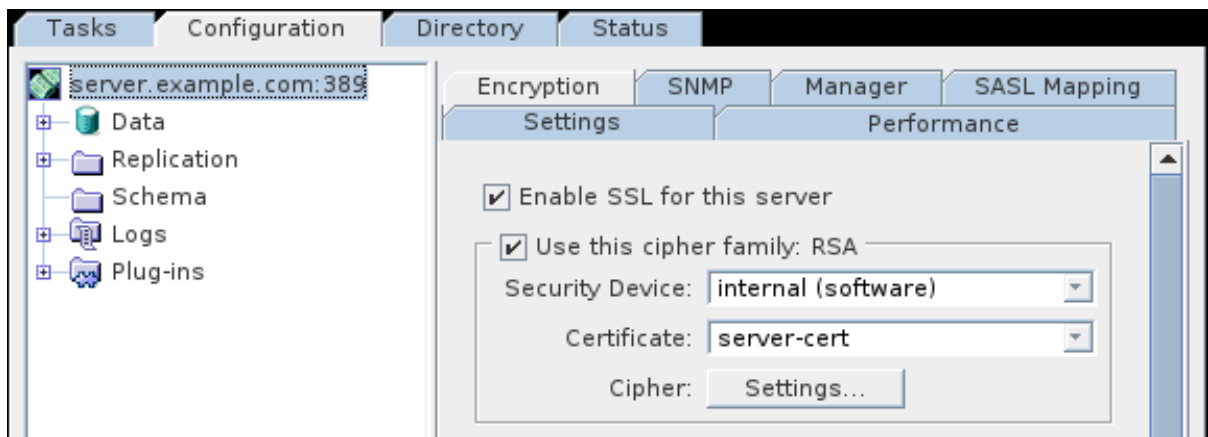 Tasks Configuration Directory Status
server.example.com:389
Data
Replication
Schema
Logs
Plug-ins
Encryption SNMP Manager SASL Mapping
Settings Performance
Enable SSL for this server
Use this cipher family: RSA
Security Device: internal (software)
Certificate: server-cert
Cipher: Settings...